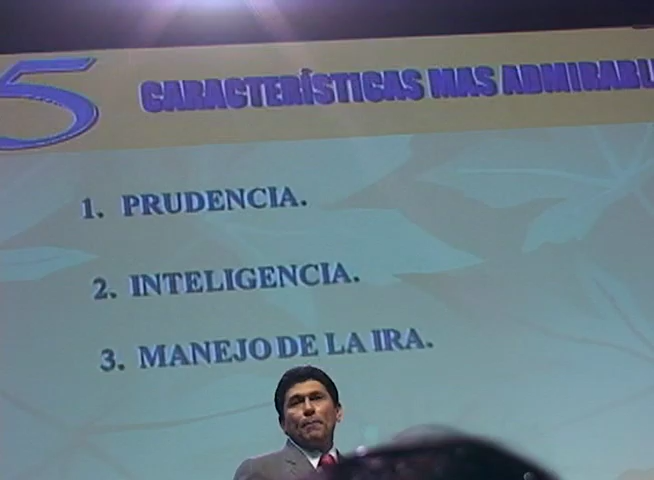 5 CARACTERÍSTICAS MAS ADMIRABL
1. PRUDENCIA.
2. INTELIGENCIA.
3. MANEJO DE LA IRA.